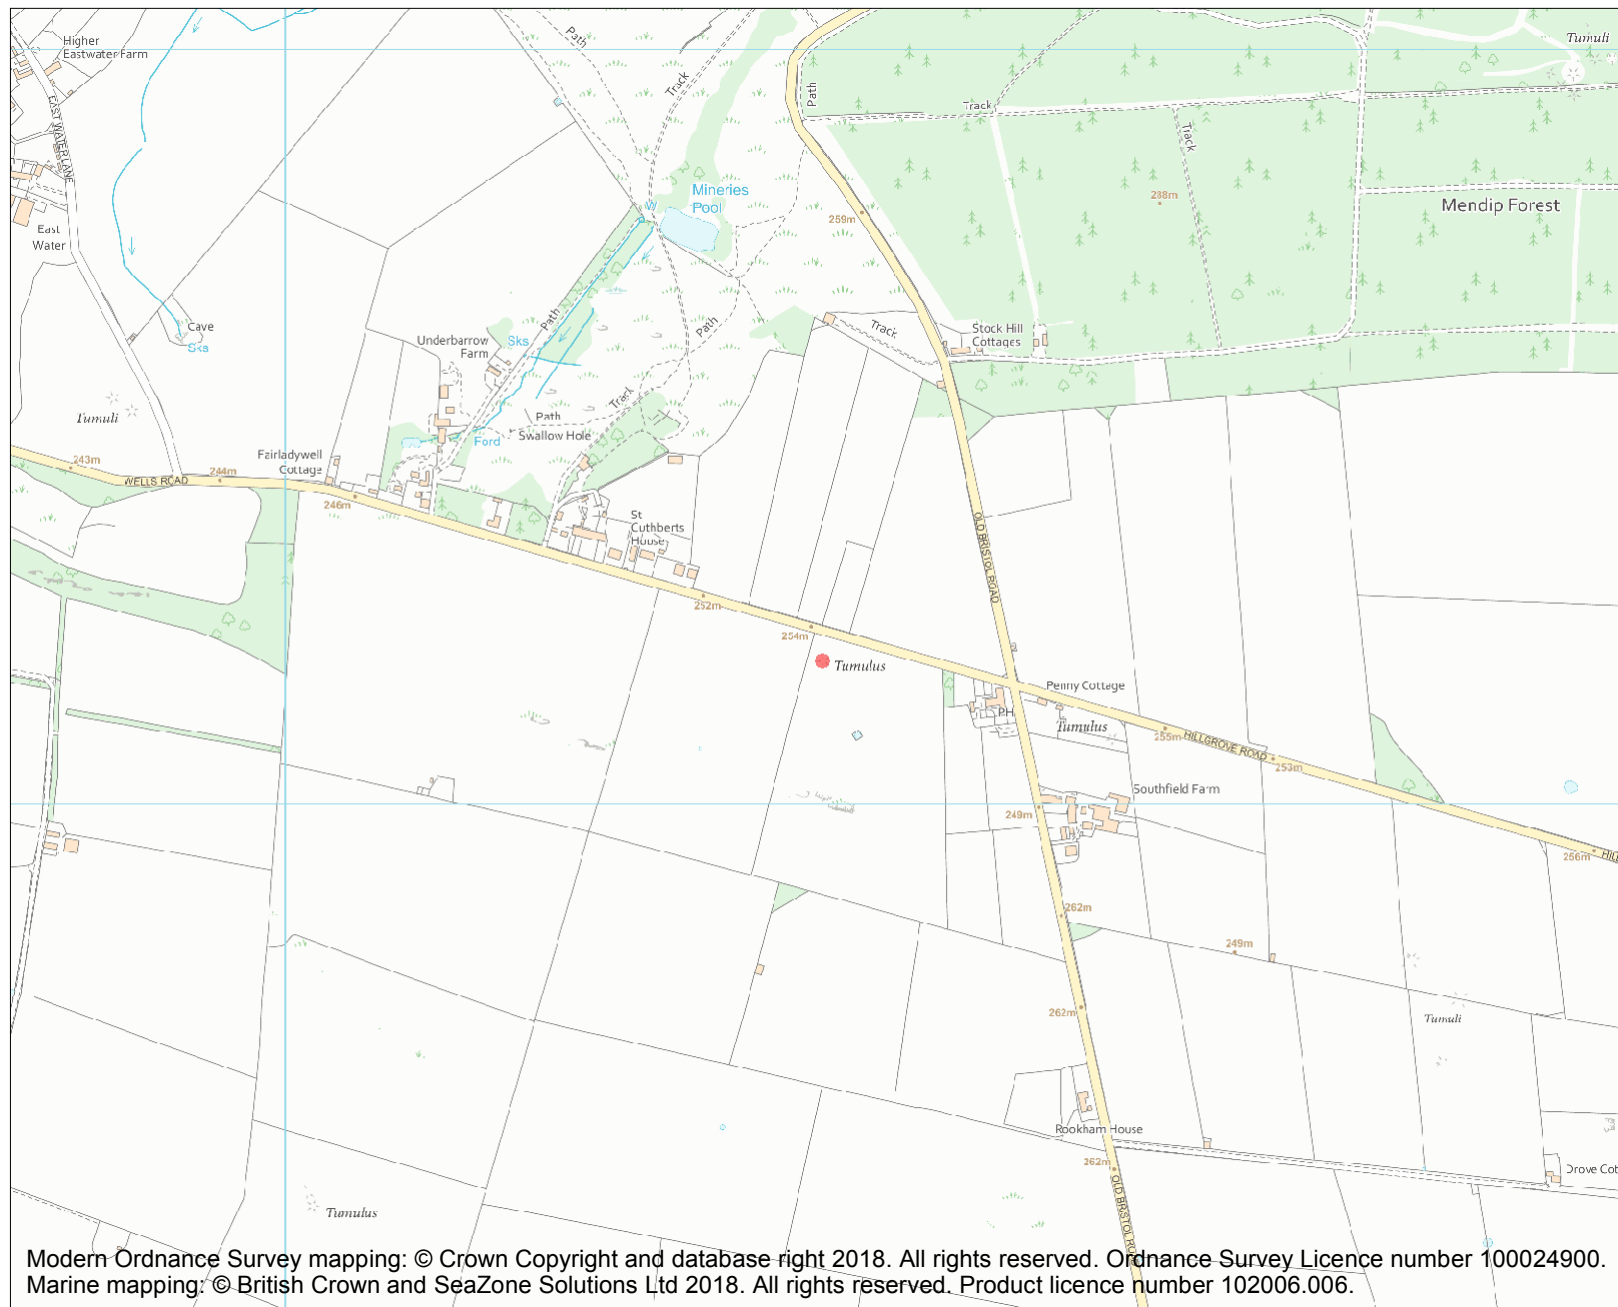 Higher
Eastwater Farm
Path
Tumuli
Track
Path
Track
EAST WATER LANE
Track
Mineries
Pool
W
288m
259m
Mendip Forest
East
Water
Cave
Sks
Path
Underbarrow
Farm
Sks
Path
Track
Stock Hill
Cottages
Tumuli
Track
Path
Swallow Hole
Ford
Fairladywell
Cottage
243m
244m
WELLS ROAD
246m
St
Cuthberts
House
OLD BRISTOL ROAD
252m
254m
Tumulus
Penny Cottage
PH
Tumulus
255m
HILLGROVE ROAD
253m
Southfield Farm
249m
256m
262m
249m
262m
Tumuli
Rookham House
262m
Drove Cot
OLD BRISTOL ROAD
Tumulus
Modern Ordnance Survey mapping: © Crown Copyright and database right 2018. All rights reserved. Ordnance Survey Licence number 100024900.
Marine mapping: © British Crown and SeaZone Solutions Ltd 2018. All rights reserved. Product licence number 102006.006.